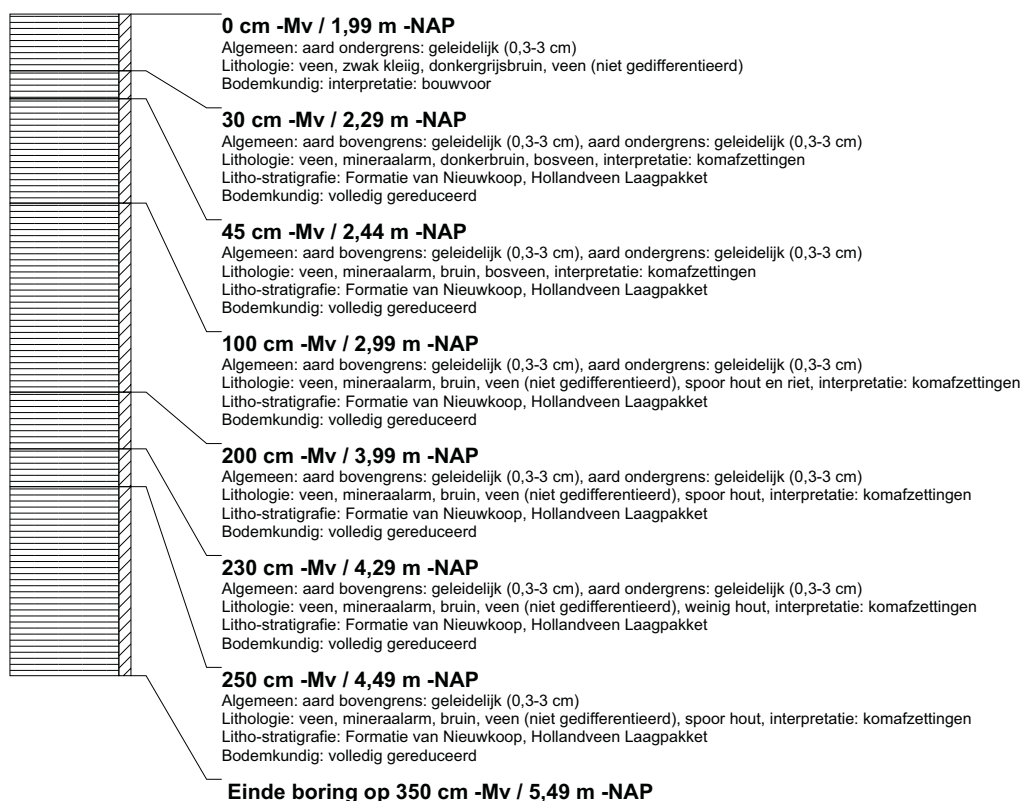 0 cm -Mv / 1,99 m -NAP
Algemeen: aard ondergrens: geleidelijk (0,3-3 cm)
Lithologie: veen, zwak kleiig, donkergrijsbruin, veen (niet gedifferentieerd)
Bodemkundig: interpretatie: bouwvoor
30 cm -Mv / 2,29 m -NAP
Algemeen: aard bovengrens: geleidelijk (0,3-3 cm), aard ondergrens: geleidelijk (0,3-3 cm)
Lithologie: veen, mineraalarm, donkerbruin, bosveen, interpretatie: komafzettingen
Litho-stratigrafie: Formatie van Nieuwkoop, Hollandveen Laagpakket
Bodemkundig: volledig gereduceerd
45 cm -Mv / 2,44 m -NAP
Algemeen: aard bovengrens: geleidelijk (0,3-3 cm), aard ondergrens: geleidelijk (0,3-3 cm)
Lithologie: veen, mineraalarm, bruin, bosveen, interpretatie: komafzettingen
Litho-stratigrafie: Formatie van Nieuwkoop, Hollandveen Laagpakket
Bodemkundig: volledig gereduceerd
100 cm -Mv / 2,99 m -NAP
Algemeen: aard bovengrens: geleidelijk (0,3-3 cm), aard ondergrens: geleidelijk (0,3-3 cm)
Lithologie: veen, mineraalarm, bruin, veen (niet gedifferentieerd), spoor hout en riet, interpretatie: komafzettingen
Litho-stratigrafie: Formatie van Nieuwkoop, Hollandveen Laagpakket
Bodemkundig: volledig gereduceerd
200 cm -Mv / 3,99 m -NAP
Algemeen: aard bovengrens: geleidelijk (0,3-3 cm), aard ondergrens: geleidelijk (0,3-3 cm)
Lithologie: veen, mineraalarm, bruin, veen (niet gedifferentieerd), spoor hout, interpretatie: komafzettingen
Litho-stratigrafie: Formatie van Nieuwkoop, Hollandveen Laagpakket
Bodemkundig: volledig gereduceerd
230 cm -Mv / 4,29 m -NAP
Algemeen: aard bovengrens: geleidelijk (0,3-3 cm), aard ondergrens: geleidelijk (0,3-3 cm)
Lithologie: veen, mineraalarm, bruin, veen (niet gedifferentieerd), weinig hout, interpretatie: komafzettingen
Litho-stratigrafie: Formatie van Nieuwkoop, Hollandveen Laagpakket
Bodemkundig: volledig gereduceerd
250 cm -Mv / 4,49 m -NAP
Algemeen: aard bovengrens: geleidelijk (0,3-3 cm)
Lithologie: veen, mineraalarm, bruin, veen (niet gedifferentieerd), spoor hout, interpretatie: komafzettingen
Litho-stratigrafie: Formatie van Nieuwkoop, Hollandveen Laagpakket
Bodemkundig: volledig gereduceerd
Einde boring op 350 cm -Mv / 5,49 m -NAP